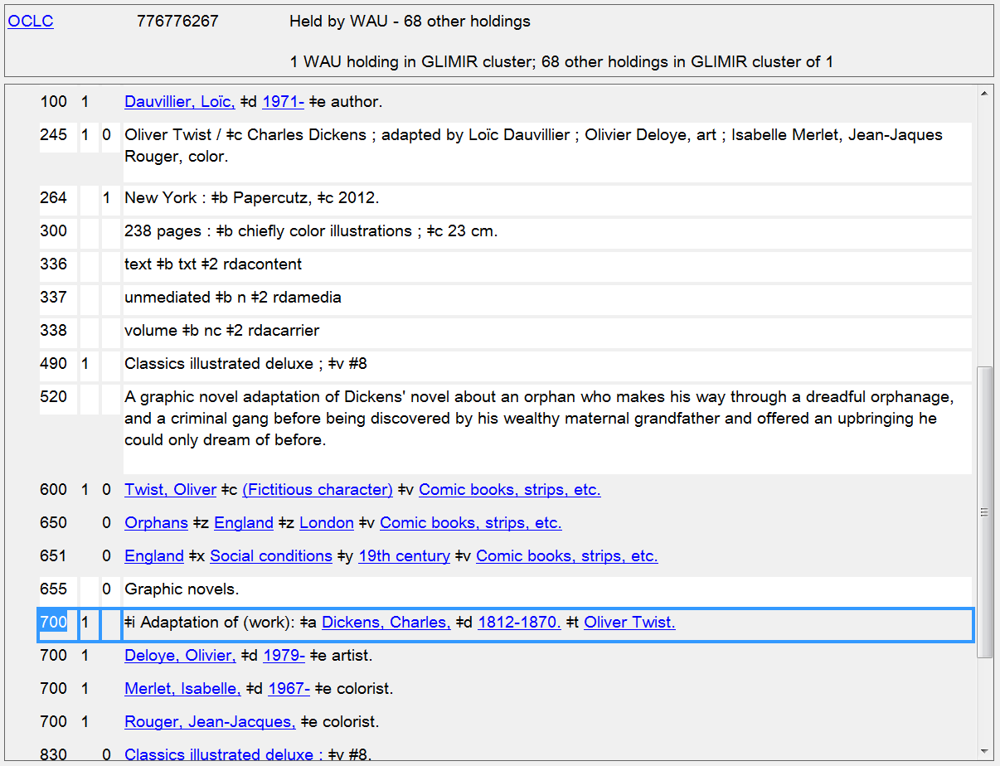 OCLC 776776267 Held by WAU - 68 other holdings
1 WAU holding in GLIMIR cluster; 68 other holdings in GLIMIR cluster of 1
100 1 Dauvillier, Loïc, ǂd 1971- ǂe author.
245 1 0 Oliver Twist / ǂc Charles Dickens ; adapted by Loïc Dauvillier ; Olivier Deloye, art ; Isabelle Merlet, Jean-Jaques
Rouger, color.
264 1 New York : ǂb Papercutz, ǂc 2012.
300 238 pages : ǂb chiefly color illustrations ; ǂc 23 cm.
336 text ǂb txt ǂ2 rdacontent
337 unmediated ǂb n ǂ2 rdamedia
338 volume ǂb nc ǂ2 rdacarrier
490 1 Classics illustrated deluxe ; ǂv #8
520 A graphic novel adaptation of Dickens' novel about an orphan who makes his way through a dreadful orphanage,
and a criminal gang before being discovered by his wealthy maternal grandfather and offered an upbringing he
could only dream of before.
600 1 0 Twist, Oliver ǂc (Fictitious character) ǂv Comic books, strips, etc.
650 0 Orphans ǂz England ǂz London ǂv Comic books, strips, etc.
651 0 England ǂx Social conditions ǂy 19th century ǂv Comic books, strips, etc.
655 0 Graphic novels.
700 1 ǂi Adaptation of (work): ǂa Dickens, Charles, ǂd 1812-1870. ǂt Oliver Twist.
700 1 Deloye, Olivier, ǂd 1979- ǂe artist.
700 1 Merlet, Isabelle, ǂd 1967- ǂe colorist.
700 1 Rouger, Jean-Jacques, ǂe colorist.
830 0 Classics illustrated deluxe ; ǂv #8.